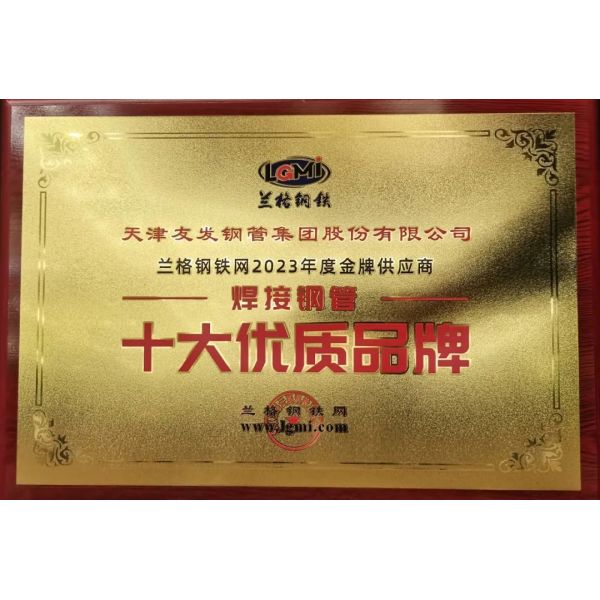 LGMi
兰格钢铁
天津友发钢管集团股份有限公司
兰格钢铁网2023年度金牌供应商
焊接钢管
十大优质品牌
兰格钢铁网
www.lgmi.com